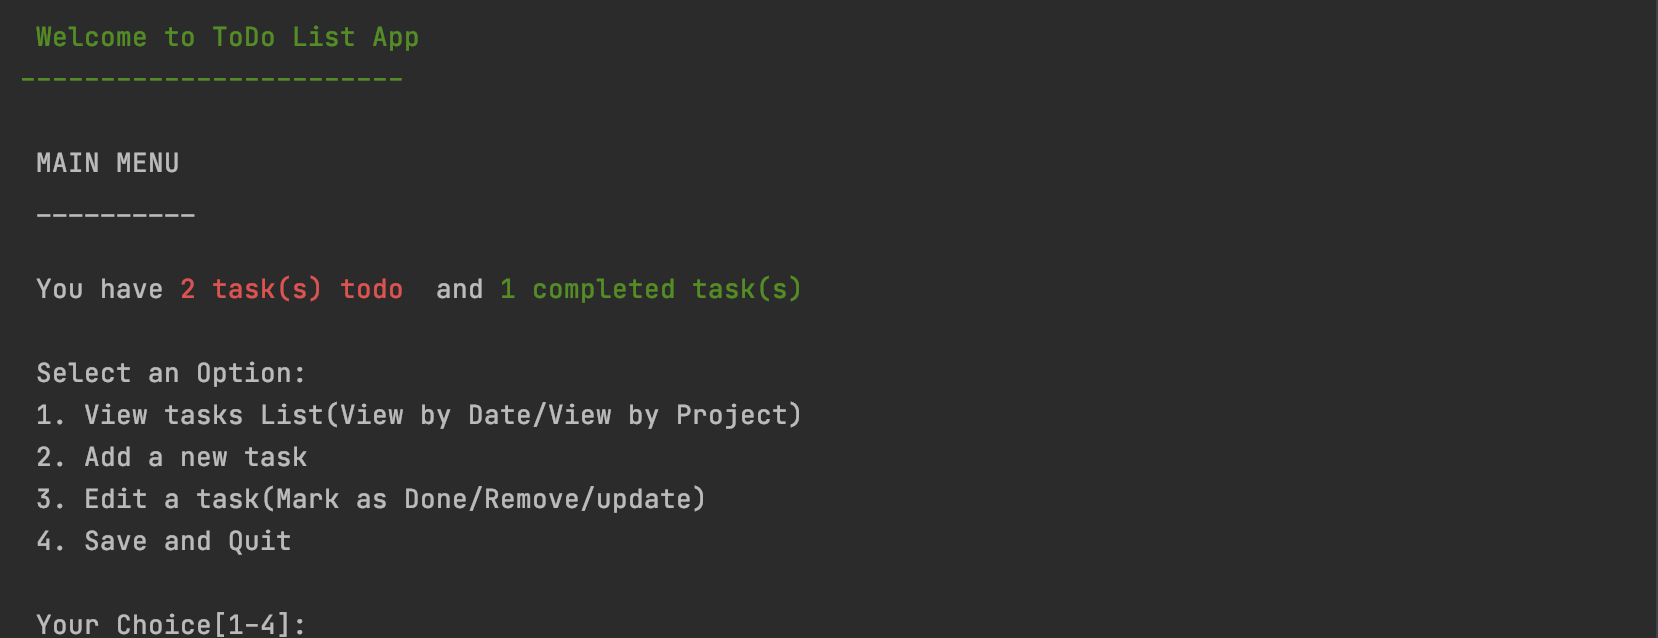 Welcome to ToDo List App
------------------------
MAIN MENU
----------
You have 2 task(s) todo  and 1 completed task(s)
Select an Option:
1. View tasks List(View by Date/View by Project)
2. Add a new task
3. Edit a task(Mark as Done/Remove/update)
4. Save and Quit
Your Choice[1-4]: